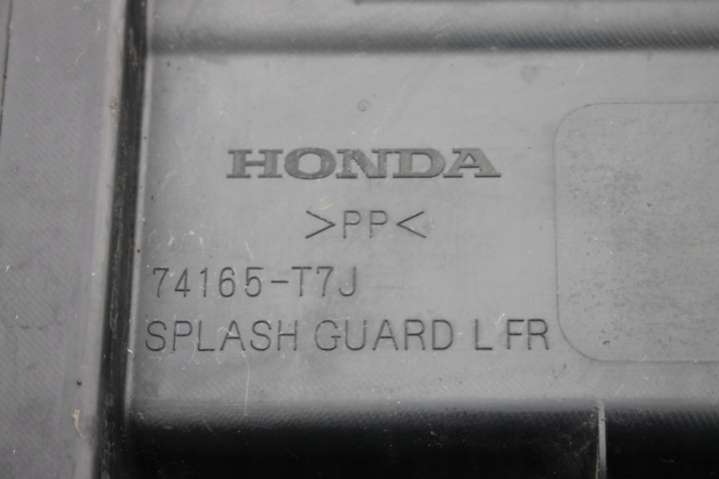 HONDA
>PP<
74165-T7J
SPLASH GUARD L FR